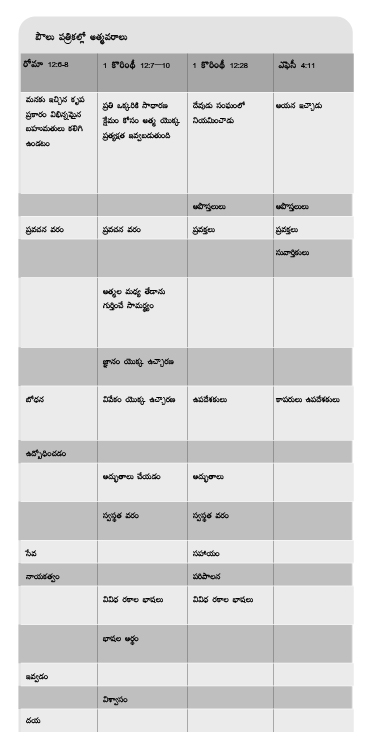 పౌలు పత్రికల్లో ఆత్మవరాలు
రోమా 12:6-8 1 కొరింథీ 12:7—10 1 కొరింథీ 12:28 ఎఫెసీ 4:11
మనకు ఇచ్చిన కృప ప్రతి ఒక్కరికి సాధారణ దేవుడు సంఘంలో ఆయన ఇచ్చాడు
ప్రకారం విభిన్నమైన క్షేమం కోసం ఆత్మ యొక్క నియమించాడు
బహుమతులు కలిగి ప్రత్యక్షత ఇవ్వబడుతుంది
ఉండటం
అపొస్తలులు అపొస్తలులు
ప్రవచన వరం ప్రవచన వరం ప్రవక్తలు ప్రవక్తలు
సువార్తికులు
ఆత్మల మధ్య తేడాను
గుర్తించే సామర్థ్యం
జ్ఞానం యొక్క ఉచ్చారణ
బోధన వివేకం యొక్క ఉచ్చారణ ఉపదేశకులు కాపరులు ఉపదేశకులు
ఉద్బోధించడం
అద్భుతాలు చేయడం అద్భుతాలు
స్వస్థత వరం స్వస్థత వరం
సేవ సహాయం
నాయకత్వం పరిపాలన
వివిధ రకాల భాషలు వివిధ రకాల భాషలు
భాషల అర్థం
ఇవ్వడం
విశ్వాసం
దయ